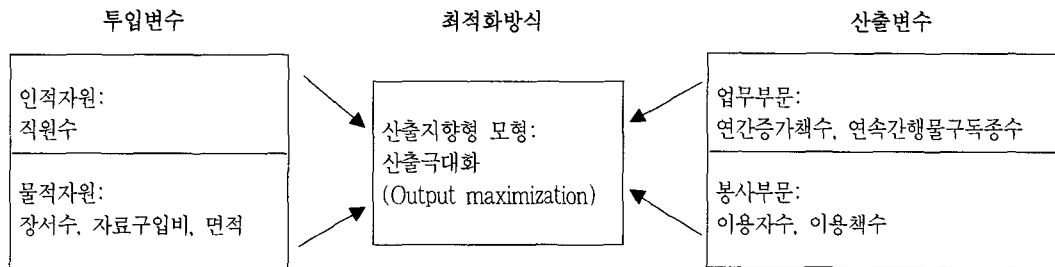 투입변수
최적화방식
산출변수
인적자원:
직원수
물적자원:
장서수, 자료구입비, 면적
산출지향형 모형:
산출극대화
(Output maximization)
업무부문:
연간증가책수, 연속간행물구독종수
봉사부문:
이용자수, 이용책수